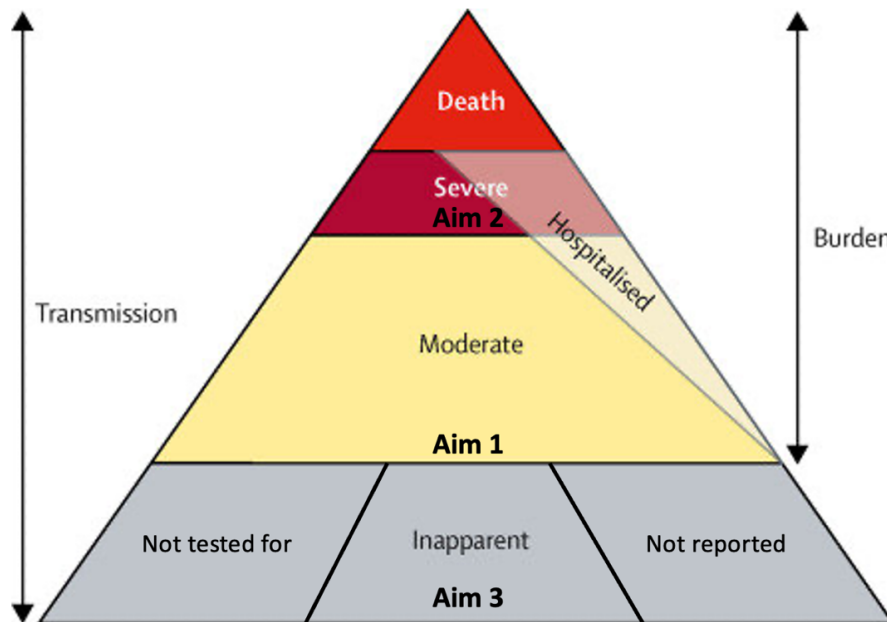 Death
Severe
Aim 2
Hospitalised
Burden
Transmission
Moderate
Aim 1
Not tested for
Inapparent
Not reported
Aim 3